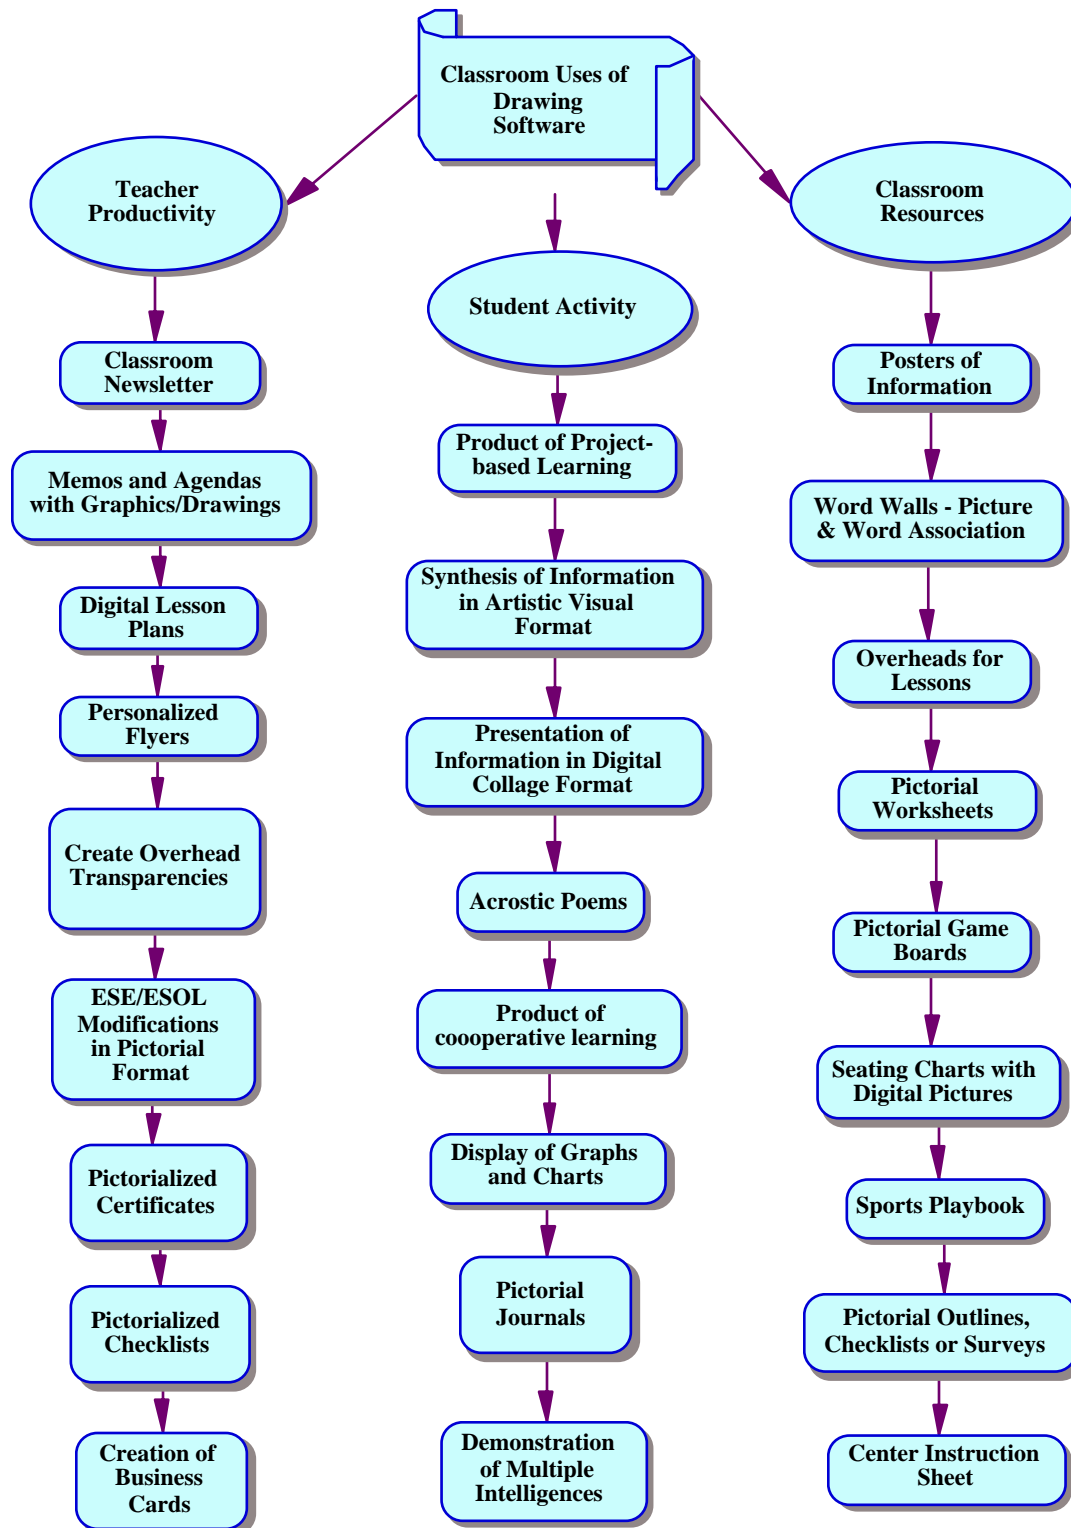 Classroom Uses of
Drawing
Software
Teacher
Productivity
Classroom
Newsletter
Memos and Agendas
with Graphics/Drawings
Digital Lesson
Plans
Personalized
Flyers
Create Overhead
Transparencies
ESE/ESOL
Modifications
in Pictorial
Format
Pictorialized
Certificates
Pictorialized
Checklists
Creation of
Business
Cards
Student Activity
Product of Project-
based Learning
Synthesis of Information
in Artistic Visual
Format
Presentation of
Information in Digital
Collage Format
Acrostic Poems
Product of
coooperative learning
Display of Graphs
and Charts
Pictorial
Journals
Demonstration
of Multiple
Intelligences
Classroom
Resources
Posters of
Information
Word Walls - Picture
& Word Association
Overheads for
Lessons
Pictorial
Worksheets
Pictorial Game
Boards
Seating Charts with
Digital Pictures
Sports Playbook
Pictorial Outlines,
Checklists or Surveys
Center Instruction
Sheet